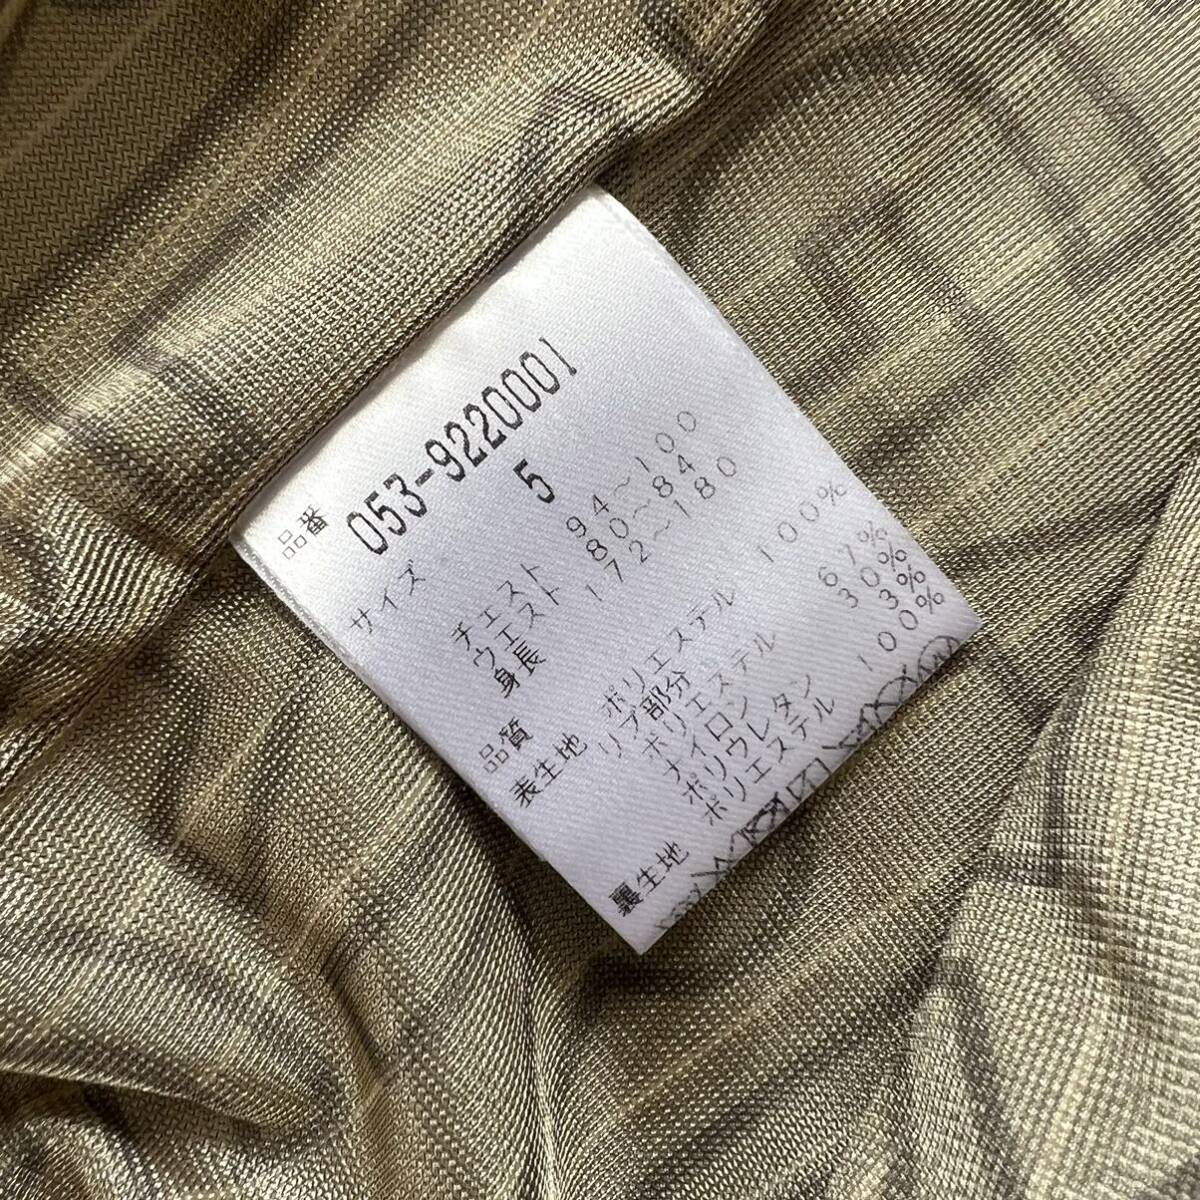 品番 053-9220001
サイズ 5
チェスト 94～100
ウエスト 80～84
身長 172～180
品質
表生地 ポリエステル 100%
リブ部分
ポリエステル 67%
ナイロン 30%
ポリウレタン 3%
裏生地 ポリエステル 100%